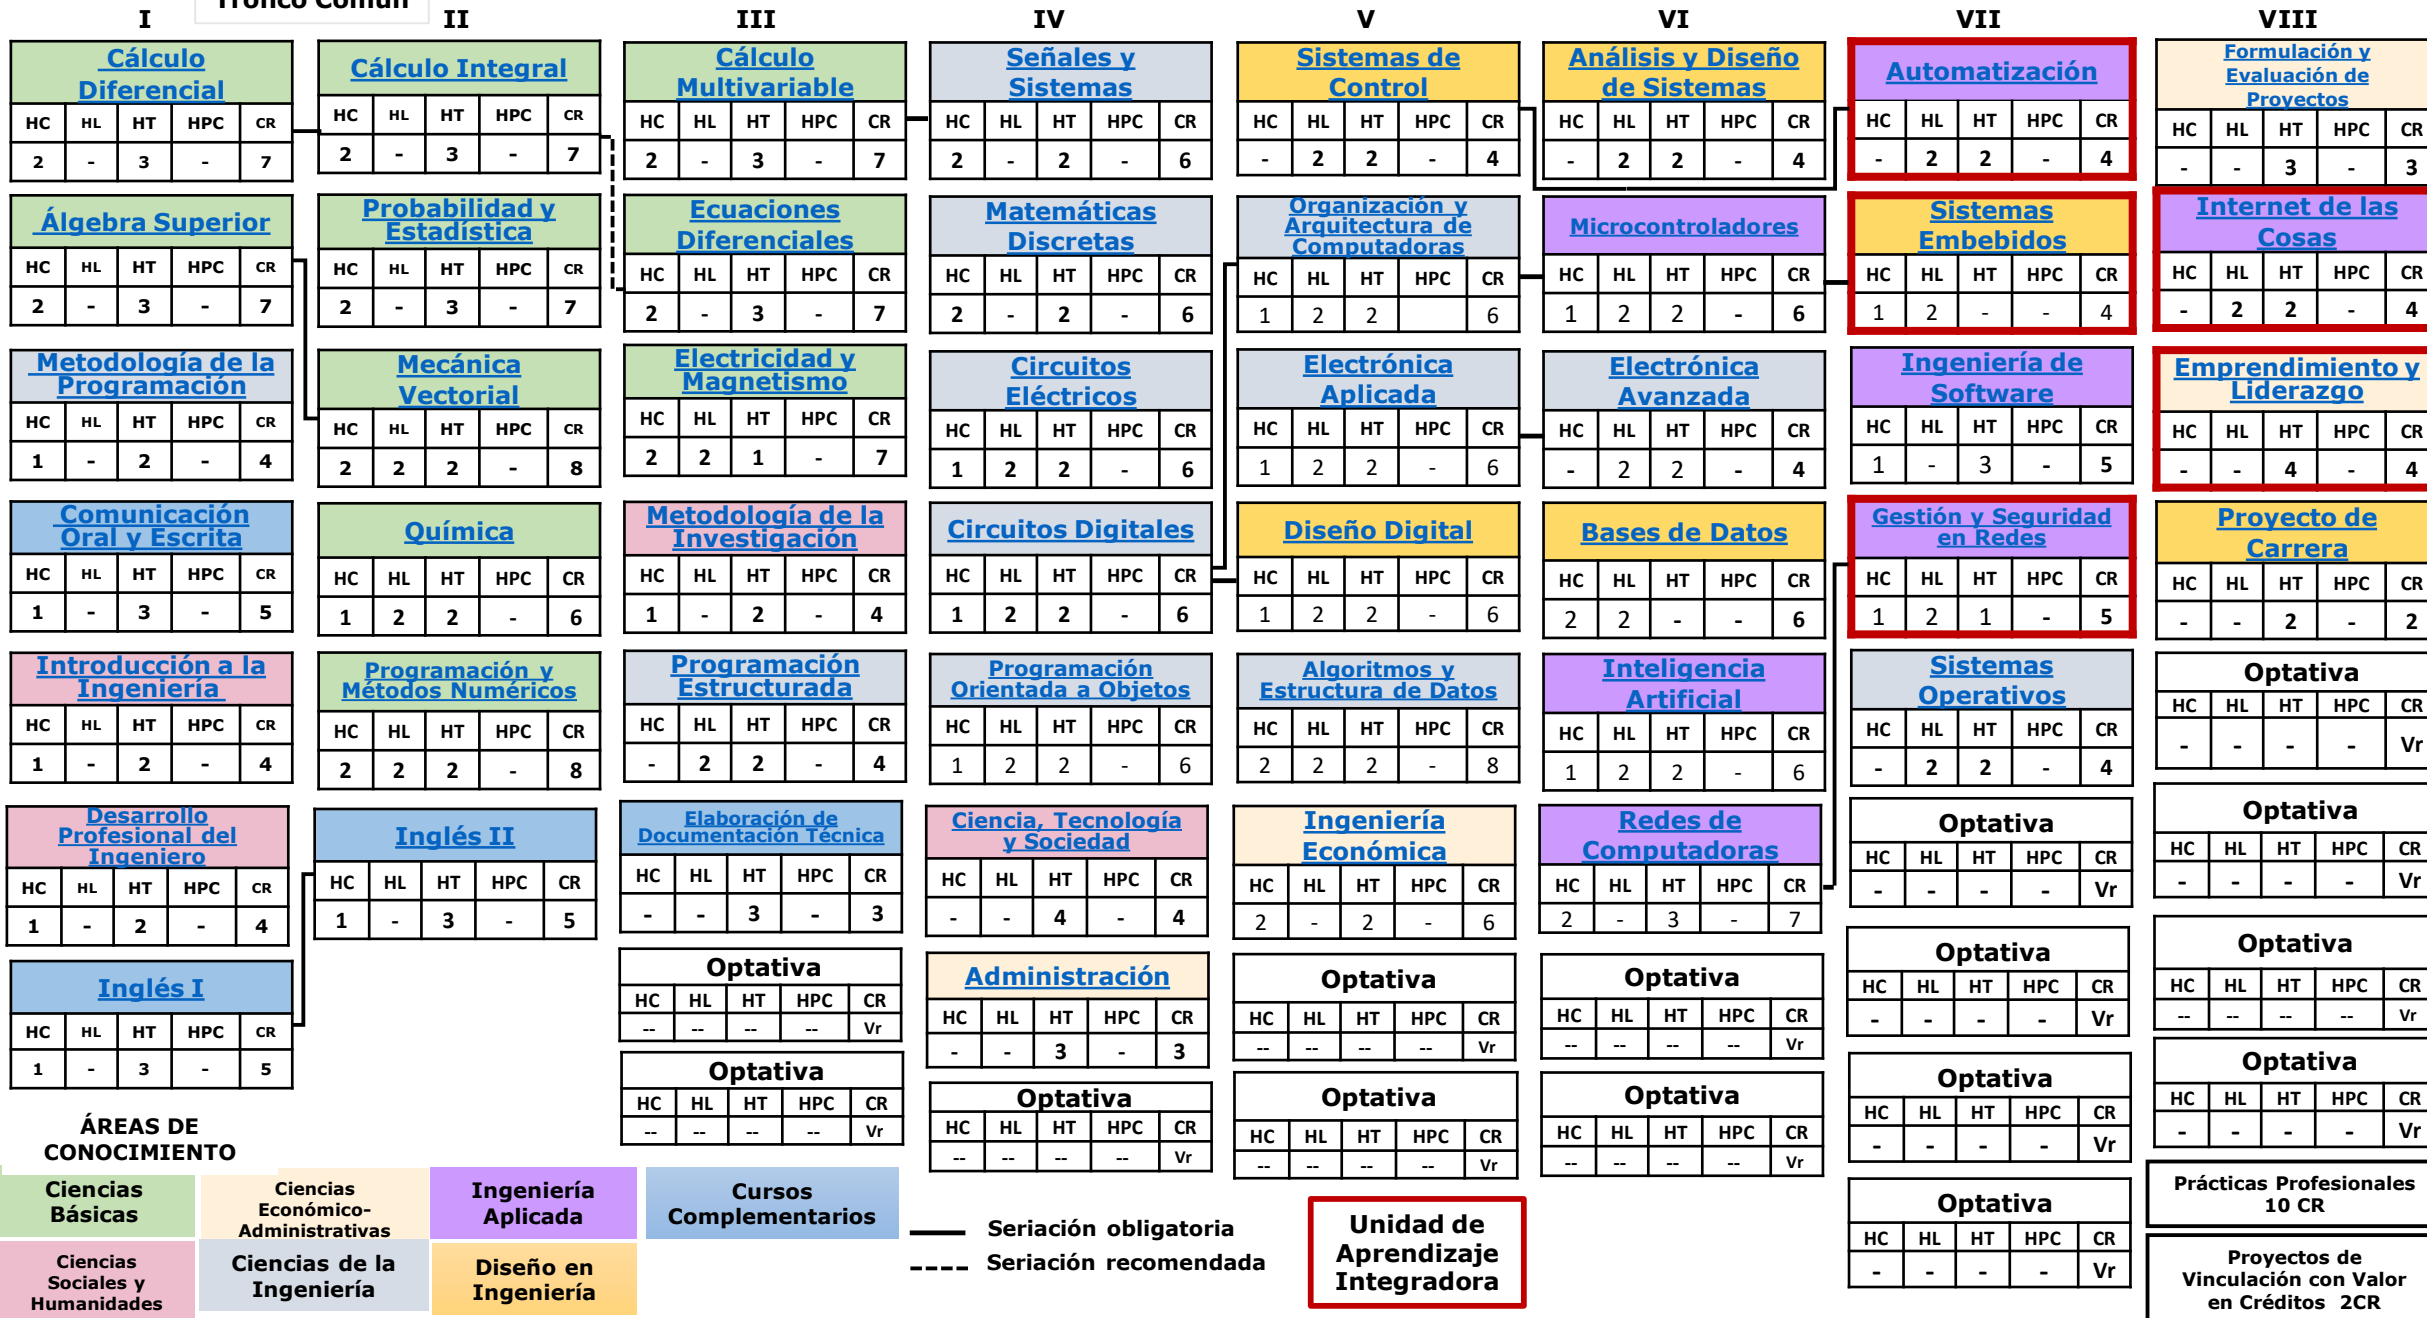 Tronco Común
I
II
III
IV
V
VI
VII
VIII
Cálculo
Diferencial
HC HL HT HPC CR
2 - 3 - 7
Álgebra Superior
HC HL HT HPC CR
2 - 3 - 7
Metodología de la
Programación
HC HL HT HPC CR
1 - 2 - 4
Comunicación
Oral y Escrita
HC HL HT HPC CR
1 - 3 - 5
Introducción a la
Ingeniería
HC HL HT HPC CR
1 - 2 - 4
Desarrollo
Profesional del
Ingeniero
HC HL HT HPC CR
1 - 2 - 4
Inglés I
HC HL HT HPC CR
1 - 3 - 5
Cálculo Integral
HC HL HT HPC CR
2 - 3 - 7
Probabilidad y
Estadística
HC HL HT HPC CR
2 - 3 - 7
Mecánica
Vectorial
HC HL HT HPC CR
2 2 2 - 8
Química
HC HL HT HPC CR
1 2 2 - 6
Programación y
Métodos Numéricos
HC HL HT HPC CR
2 2 2 - 8
Inglés II
HC HL HT HPC CR
1 - 3 - 5
Cálculo
Multivariable
HC HL HT HPC CR
2 - 3 - 7
Ecuaciones
Diferenciales
HC HL HT HPC CR
2 - 3 - 7
Electricidad y
Magnetismo
HC HL HT HPC CR
2 2 1 - 7
Metodología de la
Investigación
HC HL HT HPC CR
1 - 2 - 4
Programación
Estructurada
HC HL HT HPC CR
- 2 2 - 4
Elaboración de
Documentación Técnica
HC HL HT HPC CR
- - 3 - 3
Optativa
HC HL HT HPC CR
-- -- -- -- Vr
Optativa
HC HL HT HPC CR
-- -- -- -- Vr
Señales y
Sistemas
HC HL HT HPC CR
2 - 2 - 6
Matemáticas
Discretas
HC HL HT HPC CR
2 - 2 - 6
Circuitos
Eléctricos
HC HL HT HPC CR
1 2 2 - 6
Circuitos Digitales
HC HL HT HPC CR
1 2 2 - 6
Programación
Orientada a Objetos
HC HL HT HPC CR
1 2 2 - 6
Ciencia, Tecnología
y Sociedad
HC HL HT HPC CR
- - 4 - 4
Administración
HC HL HT HPC CR
- - 3 - 3
Optativa
HC HL HT HPC CR
-- -- -- -- Vr
Sistemas de
Control
HC HL HT HPC CR
- 2 2 - 4
Organización y
Arquitectura de
Computadoras
HC HL HT HPC CR
1 2 2 6
Electrónica
Aplicada
HC HL HT HPC CR
1 2 2 - 6
Diseño Digital
HC HL HT HPC CR
1 2 2 - 6
Algoritmos y
Estructura de Datos
HC HL HT HPC CR
2 2 2 - 8
Ingeniería
Económica
HC HL HT HPC CR
2 - 2 - 6
Optativa
HC HL HT HPC CR
-- -- -- -- Vr
Optativa
HC HL HT HPC CR
-- -- -- -- Vr
Análisis y Diseño
de Sistemas
HC HL HT HPC CR
- 2 2 - 4
Microcontroladores
HC HL HT HPC CR
1 2 2 - 6
Electrónica
Avanzada
HC HL HT HPC CR
- 2 2 - 4
Bases de Datos
HC HL HT HPC CR
2 2 - - 6
Inteligencia
Artificial
HC HL HT HPC CR
1 2 2 - 6
Redes de
Computadoras
HC HL HT HPC CR
2 - 3 - 7
Optativa
HC HL HT HPC CR
-- -- -- -- Vr
Optativa
HC HL HT HPC CR
-- -- -- -- Vr
Automatización
HC HL HT HPC CR
- 2 2 - 4
Sistemas
Embebidos
HC HL HT HPC CR
1 2 - - 4
Ingeniería de
Software
HC HL HT HPC CR
1 - 3 - 5
Gestión y Seguridad
en Redes
HC HL HT HPC CR
1 2 1 - 5
Sistemas
Operativos
HC HL HT HPC CR
- 2 2 - 4
Optativa
HC HL HT HPC CR
- - - - Vr
Optativa
HC HL HT HPC CR
- - - - Vr
Optativa
HC HL HT HPC CR
- - - - Vr
Optativa
HC HL HT HPC CR
- - - - Vr
Formulación y
Evaluación de
Proyectos
HC HL HT HPC CR
- - 3 - 3
Internet de las
Cosas
HC HL HT HPC CR
- 2 2 - 4
Emprendimiento y
Liderazgo
HC HL HT HPC CR
- - 4 - 4
Proyecto de
Carrera
HC HL HT HPC CR
- - 2 - 2
Optativa
HC HL HT HPC CR
- - - - Vr
Optativa
HC HL HT HPC CR
- - - - Vr
Optativa
HC HL HT HPC CR
-- -- -- -- Vr
Optativa
HC HL HT HPC CR
- - - - Vr
Prácticas Profesionales
10 CR
Proyectos de
Vinculación con Valor
en Créditos 2CR
ÁREAS DE
CONOCIMIENTO
Ciencias
Básicas
Ciencias
Económico-
Administrativas
Ingeniería
Aplicada
Cursos
Complementarios
Ciencias
Sociales y
Humanidades
Ciencias de la
Ingeniería
Diseño en
Ingeniería
Seriación obligatoria
Seriación recomendada
Unidad de
Aprendizaje
Integradora